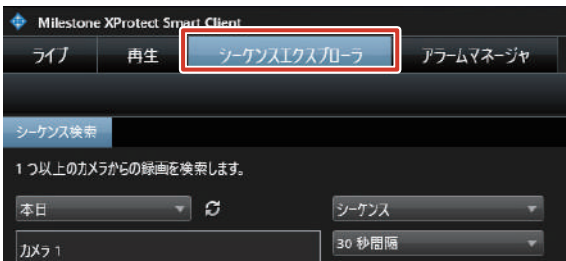 Milestone XProtect Smart Client
ライブ 再生 シーケンスエクスプローラ アラームマネージャ
シーケンス検索
1 つ以上のカメラからの録画を検索します。
本日 シーケンス
カメラ 1 30 秒間隔